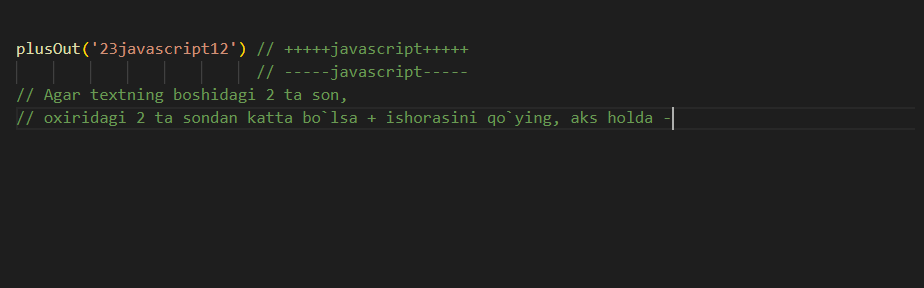 plusOut('23javascript12') // +++++javascript+++++
// -----javascript-----
// Agar textning boshidagi 2 ta son,
// oxiridagi 2 ta sondan katta bo`lsa + ishorasini qo`ying, aks holda -